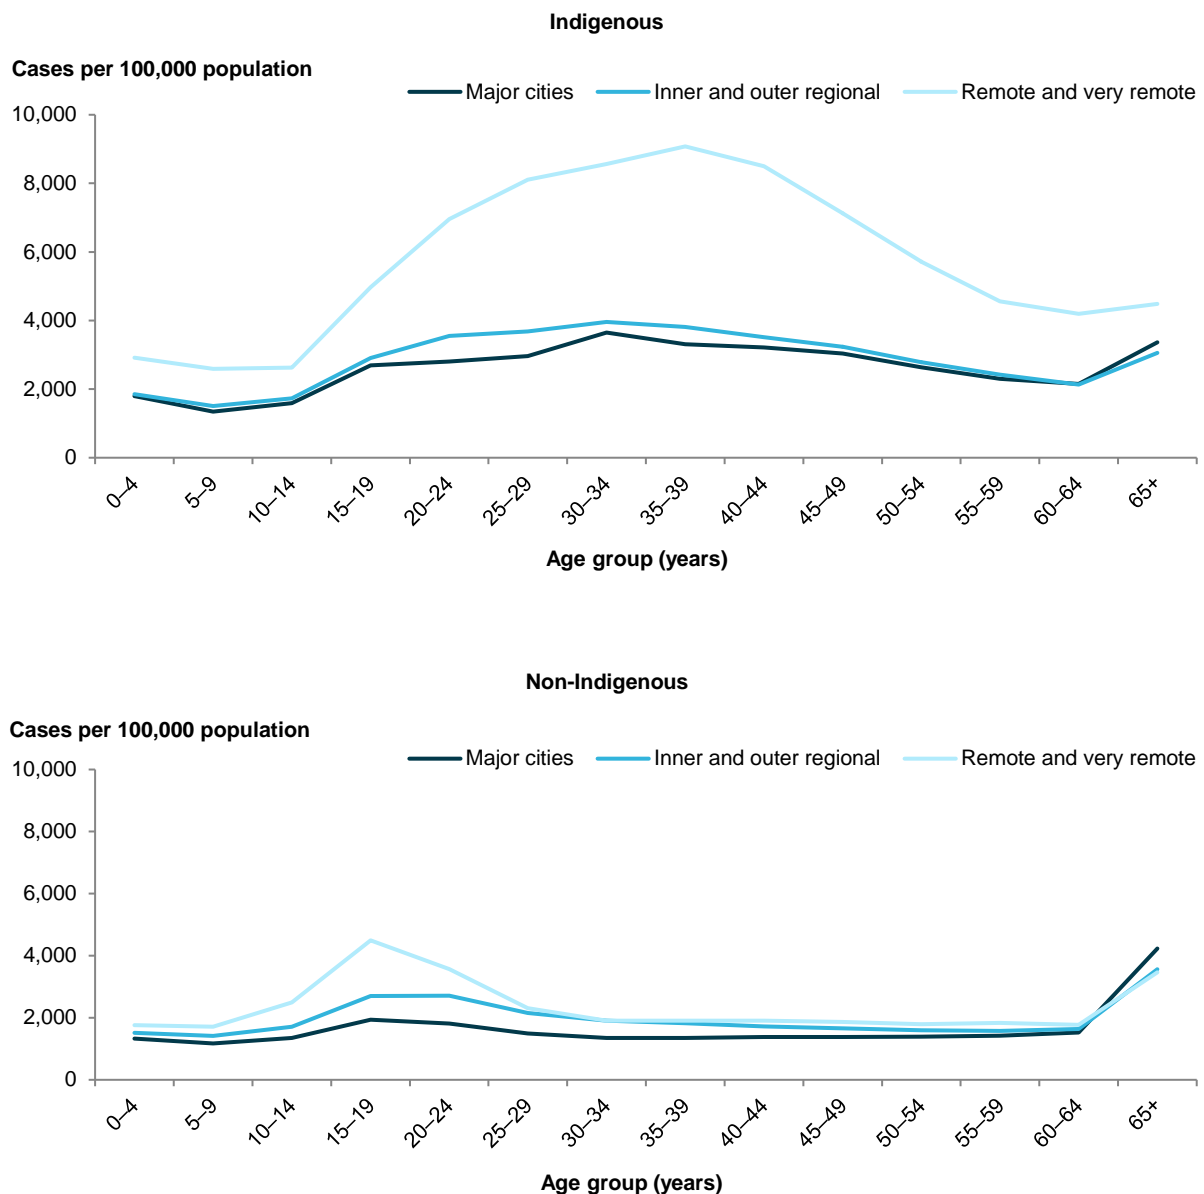 Indigenous
Cases per 100,000 population
Major cities Inner and outer regional Remote and very remote
10,000
8,000
6,000
4,000
2,000
0
0–4 5–9 10–14 15–19 20–24 25–29 30–34 35–39 40–44 45–49 50–54 55–59 60–64 65+
Age group (years)
Non-Indigenous
Cases per 100,000 population
Major cities Inner and outer regional Remote and very remote
10,000
8,000
6,000
4,000
2,000
0
0–4 5–9 10–14 15–19 20–24 25–29 30–34 35–39 40–44 45–49 50–54 55–59 60–64 65+
Age group (years)